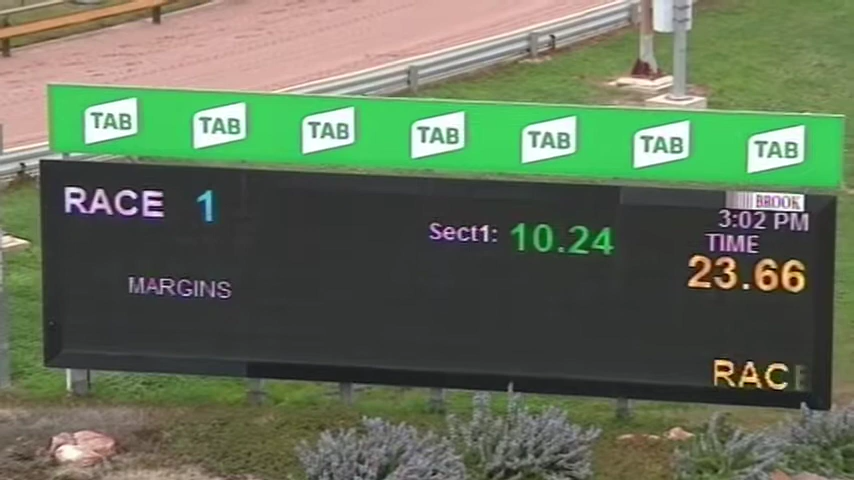 TAB TAB TAB TAB TAB TAB TAB
RACE 1
BROOK
3:02 PM
Sect1: 10.24
TIME
23.66
MARGINS
RACE